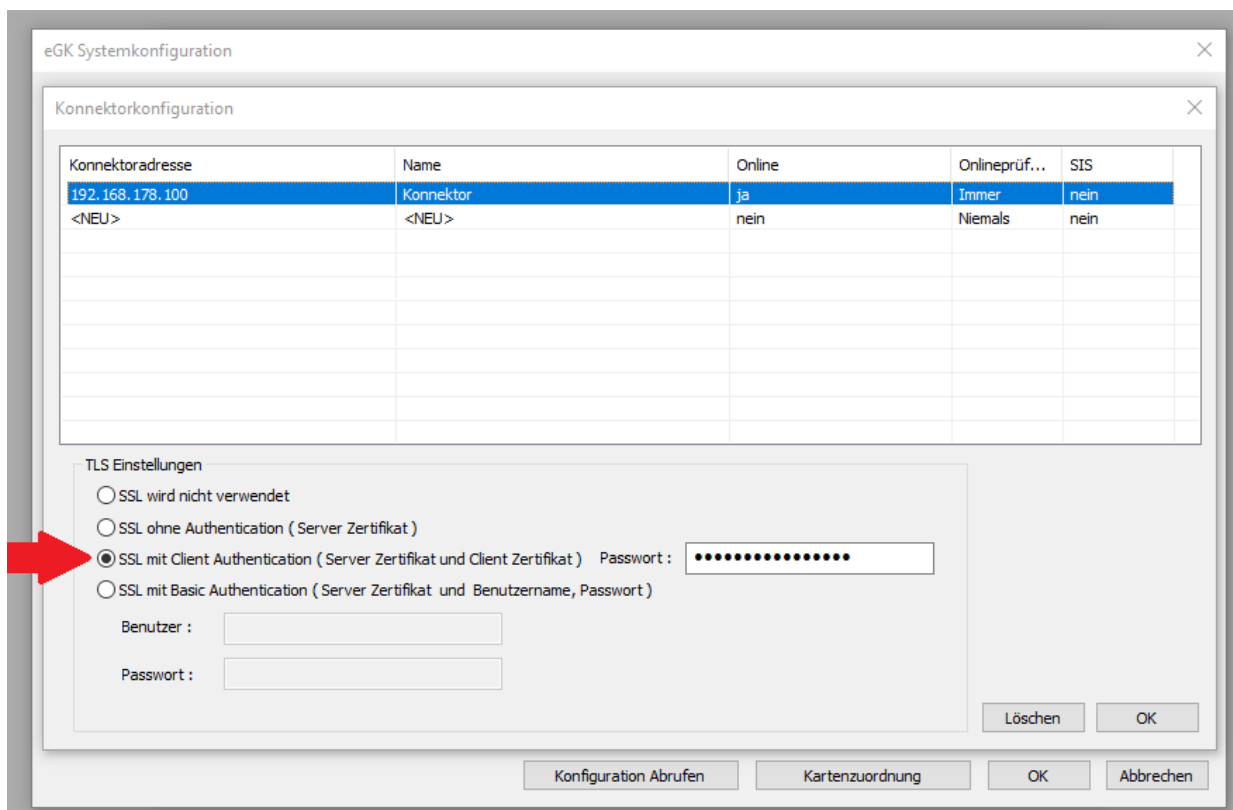 eGK Systemkonfiguration
Konnektorkonfiguration
Konnektoradresse Name Online Onlineprüf... SIS
192.168.178.100 Konnektor ja Immer nein
<NEU> <NEU> nein Niemals nein
TLS Einstellungen
SSL wird nicht verwendet
SSL ohne Authentication ( Server Zertifikat )
SSL mit Client Authentication ( Server Zertifikat und Client Zertifikat ) Passwort : ●●●●●●●●●●●●●●●●
SSL mit Basic Authentication ( Server Zertifikat und Benutzername, Passwort )
Benutzer :
Passwort :
Löschen OK
Konfiguration Abrufen Kartenzuordnung OK Abbrechen